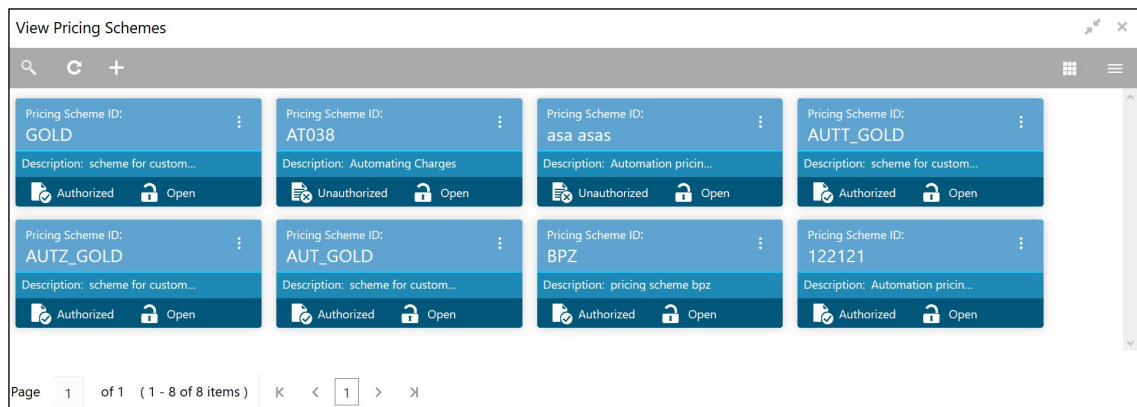 View Pricing Schemes
Pricing Scheme ID:
GOLD
Description: scheme for custom...
Authorized Open
Pricing Scheme ID:
AT038
Description: Automating Charges
Unauthorized Open
Pricing Scheme ID:
asa asas
Description: Automation pricin...
Unauthorized Open
Pricing Scheme ID:
AUTT_GOLD
Description: scheme for custom...
Authorized Open
Pricing Scheme ID:
AUTZ_GOLD
Description: scheme for custom...
Authorized Open
Pricing Scheme ID:
AUT_GOLD
Description: scheme for custom...
Authorized Open
Pricing Scheme ID:
BPZ
Description: pricing scheme bpz
Authorized Open
Pricing Scheme ID:
122121
Description: Automation pricin...
Authorized Open
Page 1 of 1 ( 1 - 8 of 8 items ) 1